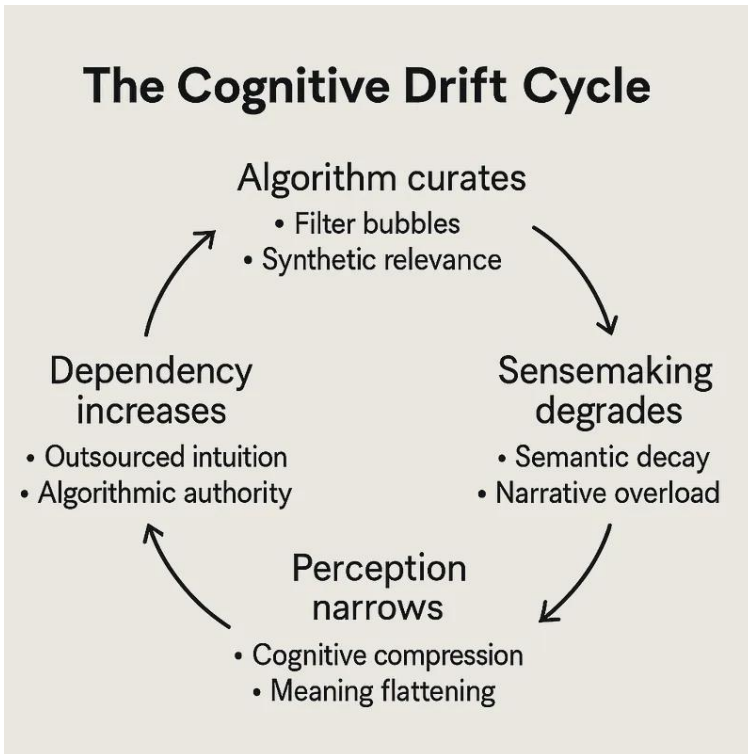 The Cognitive Drift Cycle
Algorithm curates
• Filter bubbles
• Synthetic relevance
Sensemaking
degrades
• Semantic decay
• Narrative overload
Perception
narrows
• Cognitive compression
• Meaning flattening
Dependency
increases
• Outsourced intuition
• Algorithmic authority